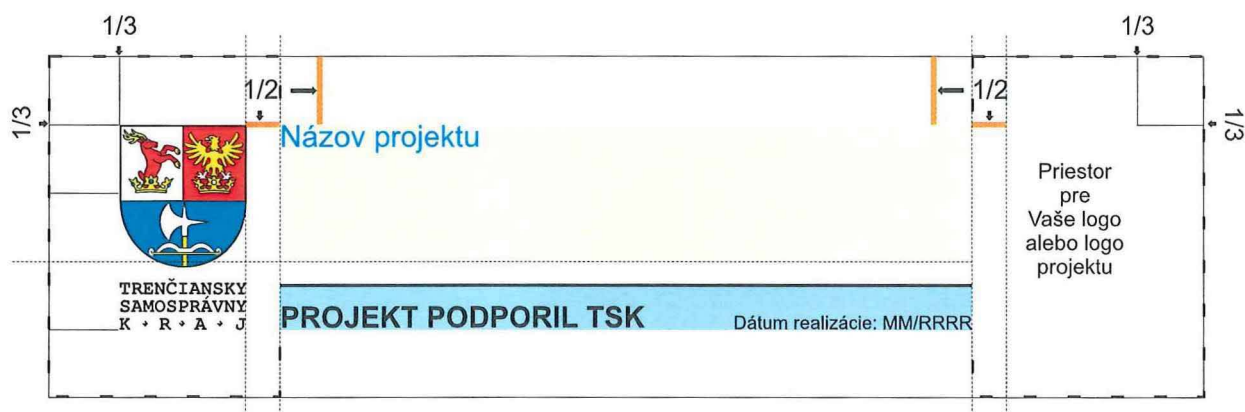 1/3
1/3
1/2
1/2
1/3
1/3
Názov projektu
Priestor
pre
Vaše logo
alebo logo
projektu
TRENČIANSKY
SAMOSPRÁVNY
K • R • A • J
PROJEKT PODPORIL TSK
Dátum realizácie: MM/RRRR